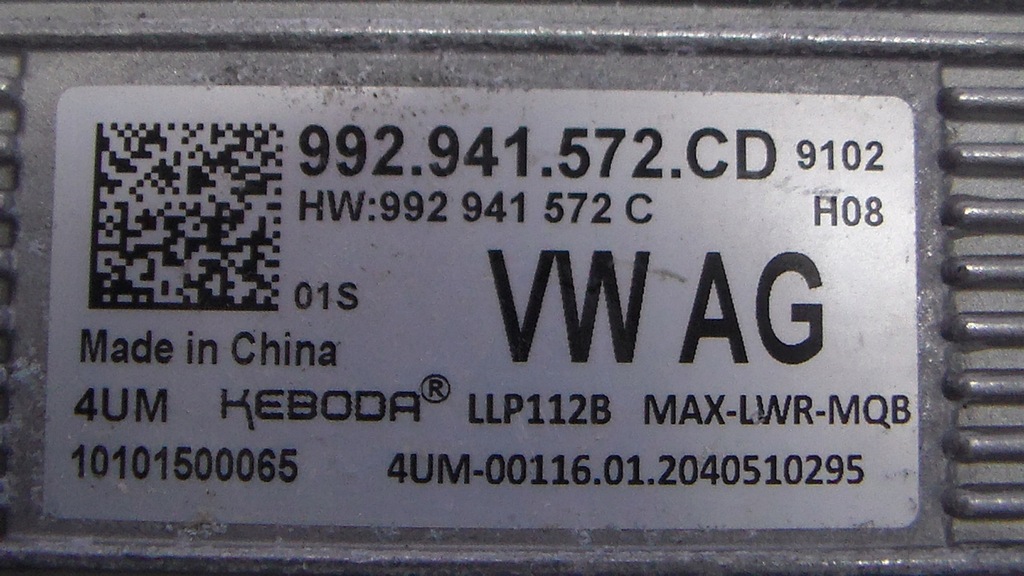 992.941.572.CD 9102
HW:992 941 572 C H08
VW AG
01S
Made in China
4UM KEBODA® LLP112B MAX-LWR-MQB
10101500065 4UM-00116.01.2040510295